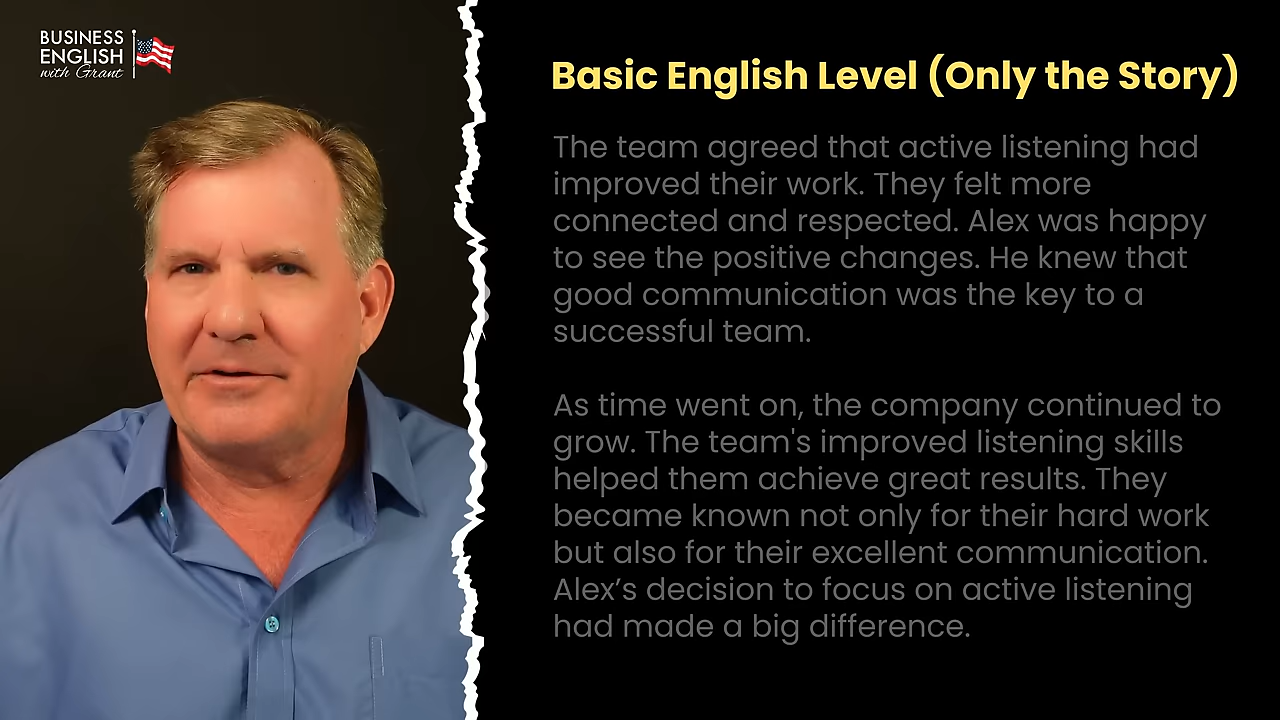 BUSINESS
ENGLISH
with Grant
Basic English Level (Only the Story)
The team agreed that active listening had
improved their work. They felt more
connected and respected. Alex was happy
to see the positive changes. He knew that
good communication was the key to a
successful team.
As time went on, the company continued to
grow. The team's improved listening skills
helped them achieve great results. They
became known not only for their hard work
but also for their excellent communication.
Alex’s decision to focus on active listening
had made a big difference.